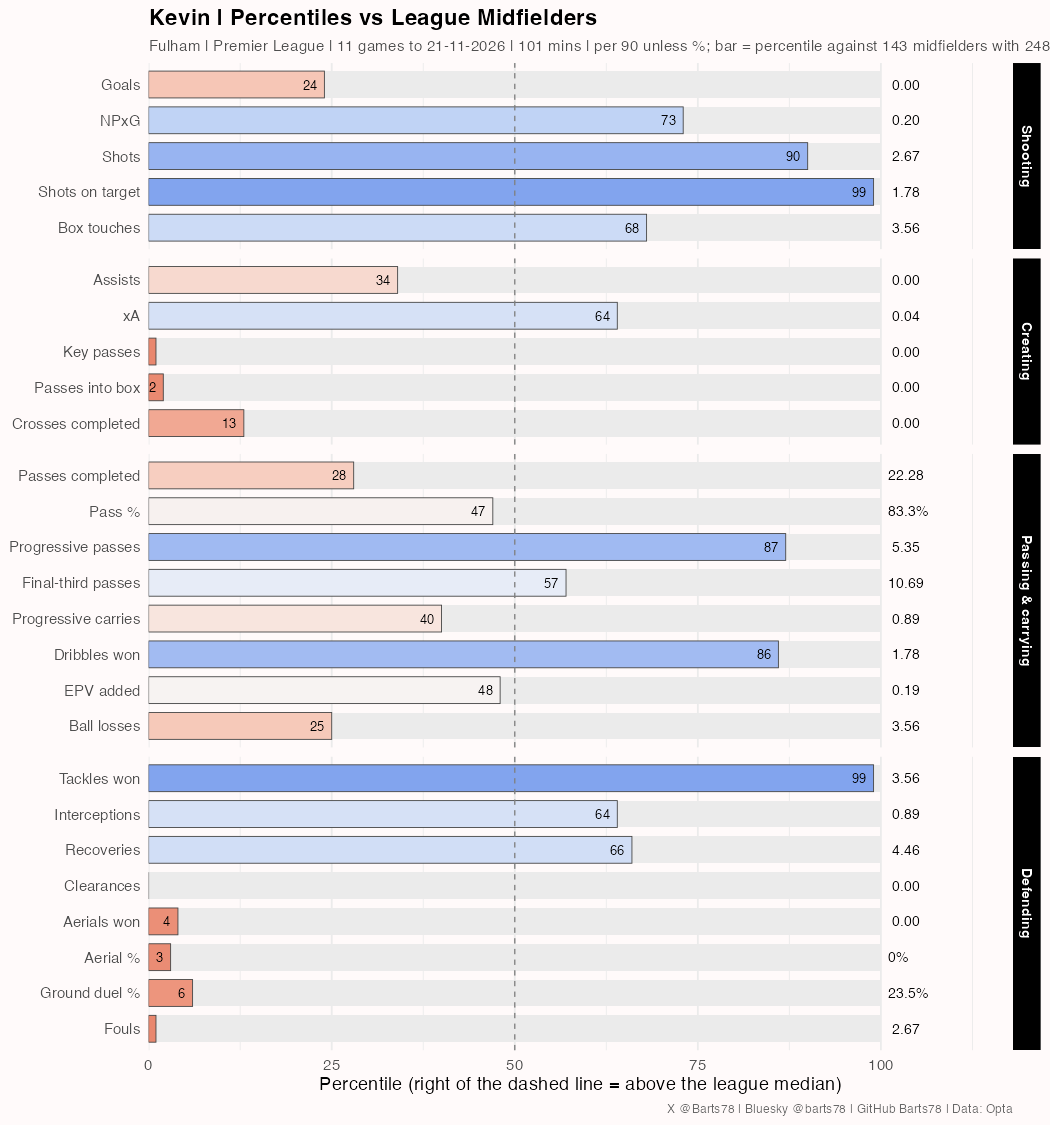 Kevin | Percentiles vs League Midfielders
Fulham | Premier League | 11 games to 21-11-2026 | 101 mins | per 90 unless %; bar = percentile against 143 midfielders with 248
Goals 24 0.00
NPxG 73 0.20
Shots 90 2.67
Shots on target 99 1.78
Box touches 68 3.56
Shooting
Assists 34 0.00
xA 64 0.04
Key passes 0.00
Passes into box 2 0.00
Crosses completed 13 0.00
Creating
Passes completed 28 22.28
Pass % 47 83.3%
Progressive passes 87 5.35
Final-third passes 57 10.69
Progressive carries 40 0.89
Dribbles won 86 1.78
EPV added 48 0.19
Ball losses 25 3.56
Passing & carrying
Tackles won 99 3.56
Interceptions 64 0.89
Recoveries 66 4.46
Clearances 0.00
Aerials won 4 0.00
Aerial % 3 0%
Ground duel % 6 23.5%
Fouls 2.67
Defending
0 25 50 75 100
Percentile (right of the dashed line = above the league median)
X @Barts78 | Bluesky @barts78 | GitHub Barts78 | Data: Opta